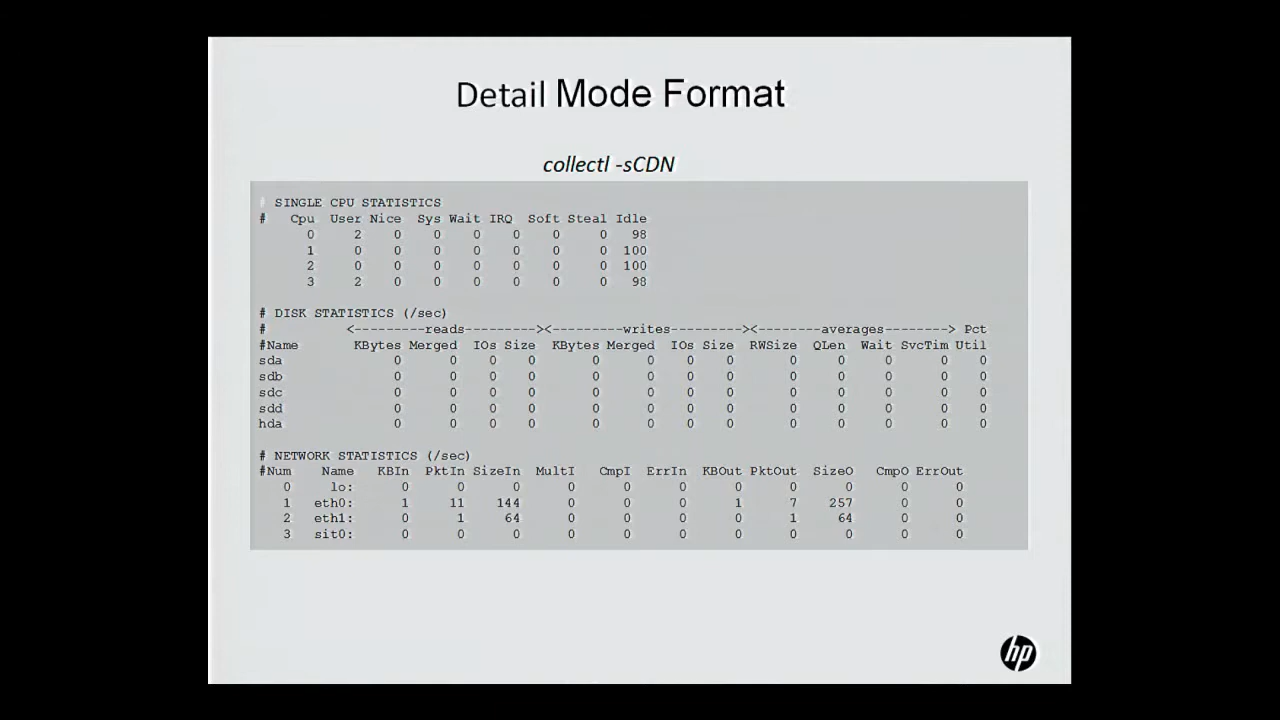 Detail Mode Format
collectl -sCDN
# SINGLE CPU STATISTICS
#   Cpu  User Nice  Sys Wait IRQ  Soft Steal Idle
      0     2    0    0    0    0    0     0   98
      1     0    0    0    0    0    0     0  100
      2     0    0    0    0    0    0     0  100
      3     2    0    0    0    0    0     0   98
# DISK STATISTICS (/sec)
#          <---------reads---------><---------writes---------><--------averages--------> Pct
#Name       KBytes Merged  IOs Size  KBytes Merged  IOs Size  RWSize  QLen  Wait SvcTim Util
sda              0      0    0    0       0      0    0    0       0     0     0      0    0
sdb              0      0    0    0       0      0    0    0       0     0     0      0    0
sdc              0      0    0    0       0      0    0    0       0     0     0      0    0
sdd              0      0    0    0       0      0    0    0       0     0     0      0    0
hda              0      0    0    0       0      0    0    0       0     0     0      0    0
# NETWORK STATISTICS (/sec)
#Num    Name   KBIn  PktIn SizeIn  MultI   CmpI  ErrIn  KBOut PktOut  SizeO   CmpO ErrOut
   0     lo:      0      0      0      0      0      0      0      0      0      0      0
   1   eth0:      1     11    144      0      0      0      1      7    257      0      0
   2   eth1:      0      1     64      0      0      0      0      1     64      0      0
   3   sit0:      0      0      0      0      0      0      0      0      0      0      0
hp